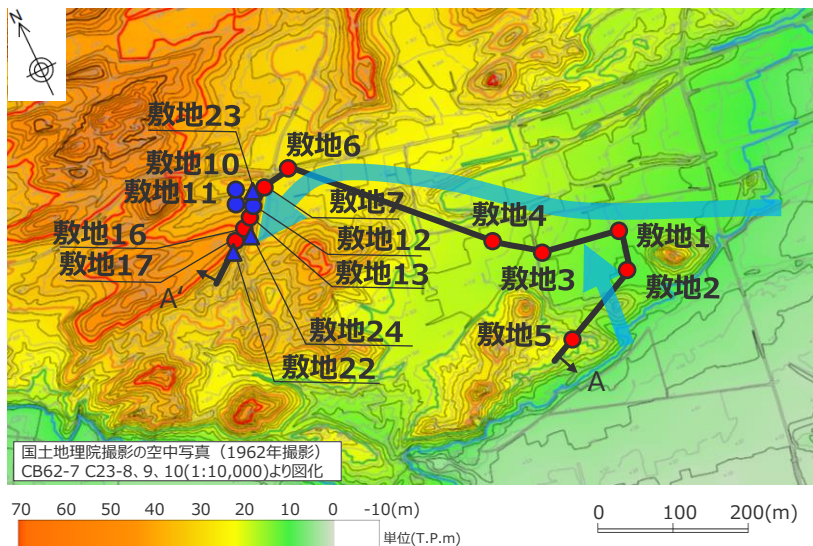 N
敷地23
敷地10
敷地6
敷地11
敷地7
敷地4
敷地16
敷地12
敷地1
敷地17
敷地13
敷地3
敷地2
A'
敷地24
敷地5
敷地22
A
国土地理院撮影の空中写真(1962年撮影)
CB62-7 C23-8、9、10(1:10,000)より図化
70 60 50 40 30 20 10 0 -10(m)
単位(T.P.m)
0 100 200(m)